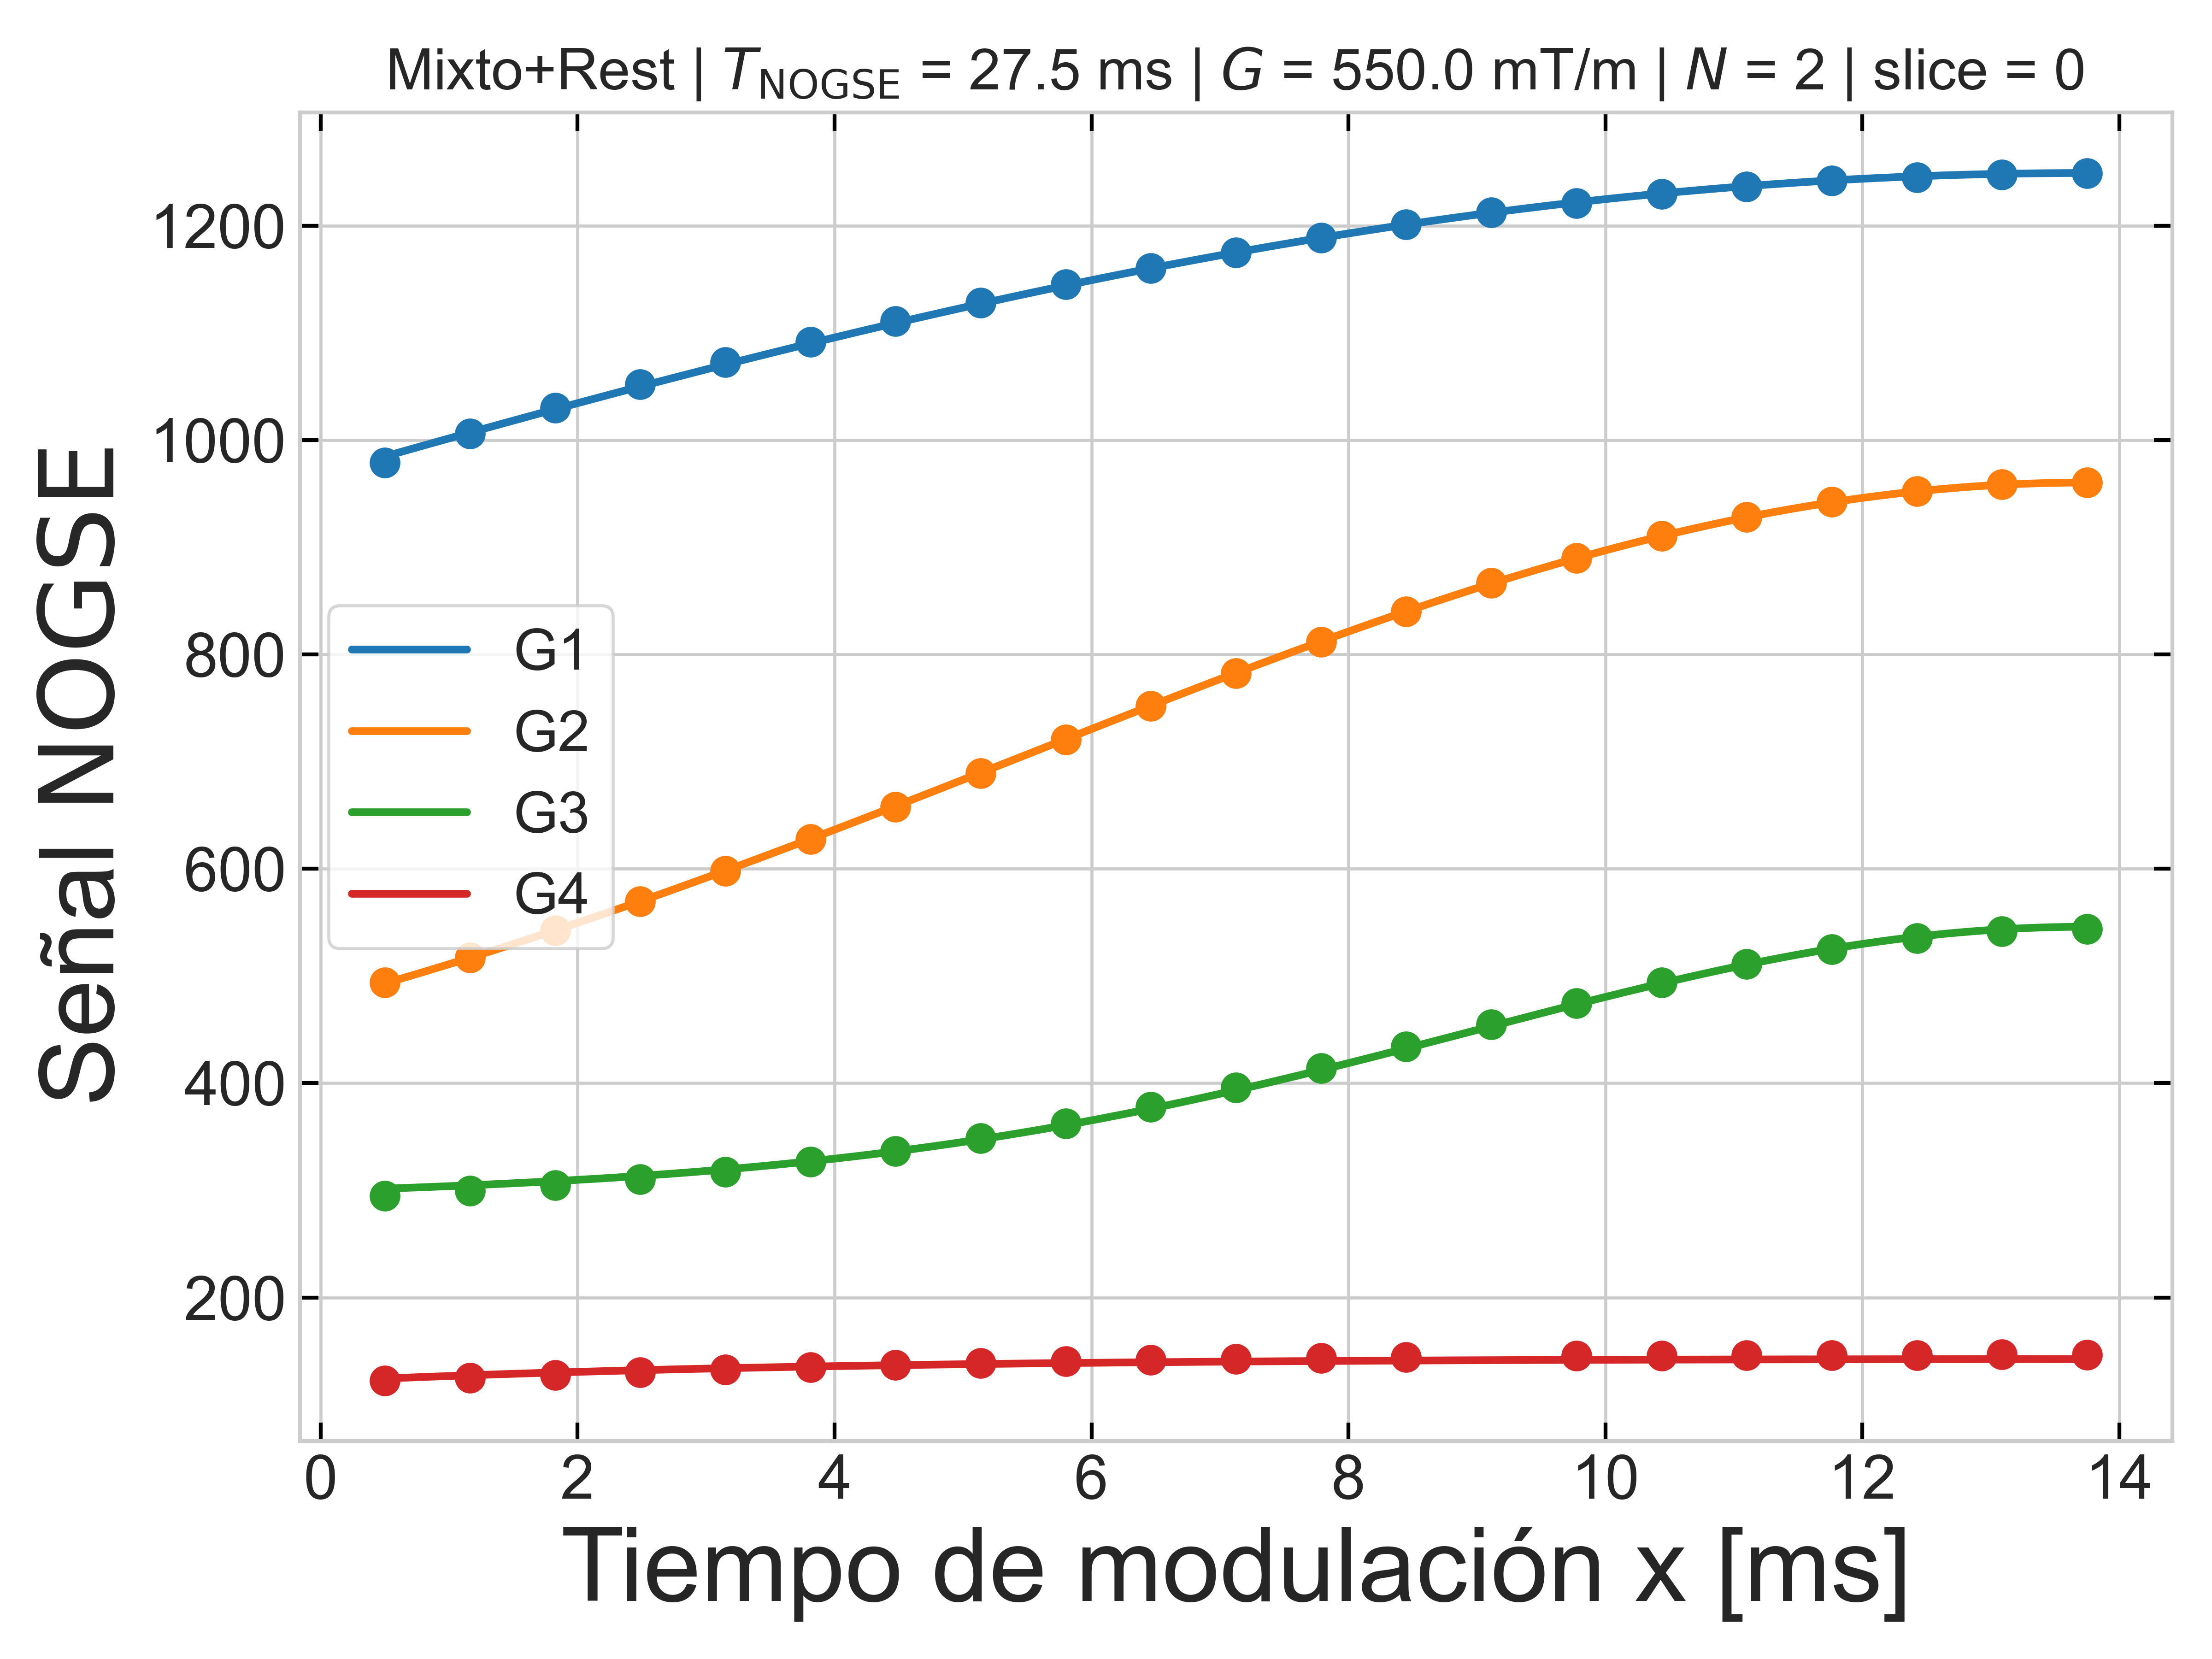 Mixto+Rest | T_NOGSE = 27.5 ms | G = 550.0 mT/m | N = 2 | slice = 0
Señal NOGSE
1200
1000
800
600
400
200
G1
G2
G3
G4
0 2 4 6 8 10 12 14
Tiempo de modulación x [ms]